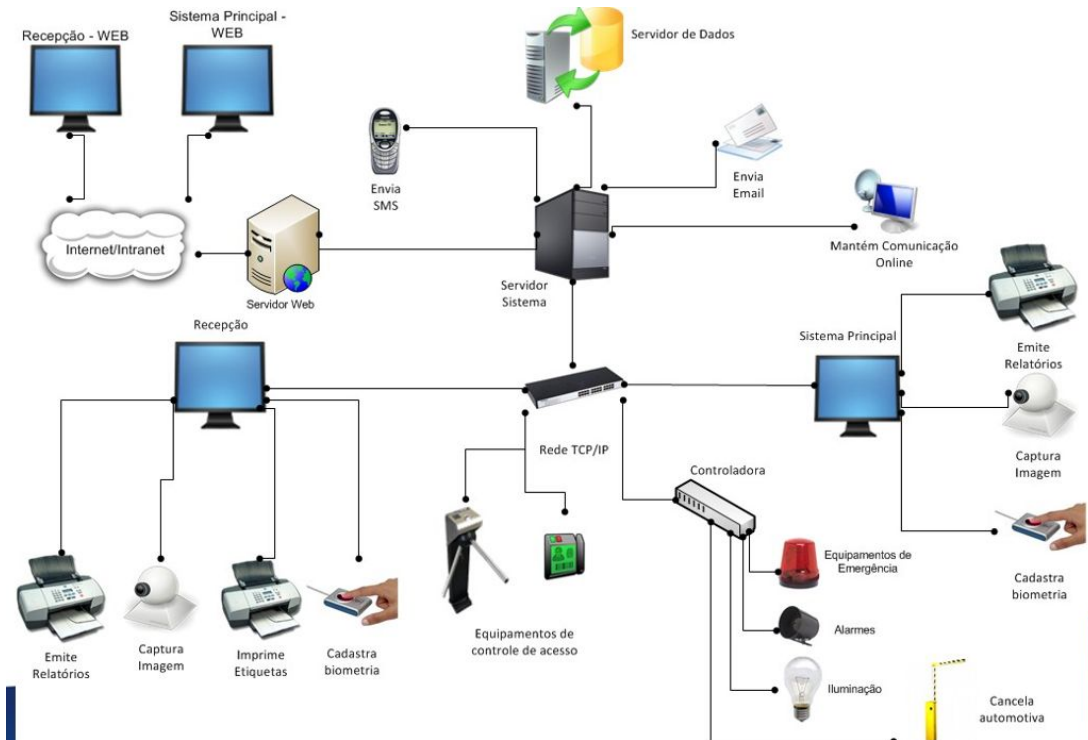 Recepção - WEB
Sistema Principal -
WEB
Servidor de Dados
Envia
SMS
Envia
Email
Internet/Intranet
Servidor Web
Servidor
Sistema
Mantém Comunicação
Online
Recepção
Sistema Principal
Emite
Relatórios
Rede TCP/IP
Controladora
Captura
Imagem
Equipamentos de
Emergência
Cadastra
biometria
Alarmes
Equipamentos de
controle de acesso
Emite
Relatórios
Captura
Imagem
Imprime
Etiquetas
Cadastra
biometria
Iluminação
Cancela
automotiva